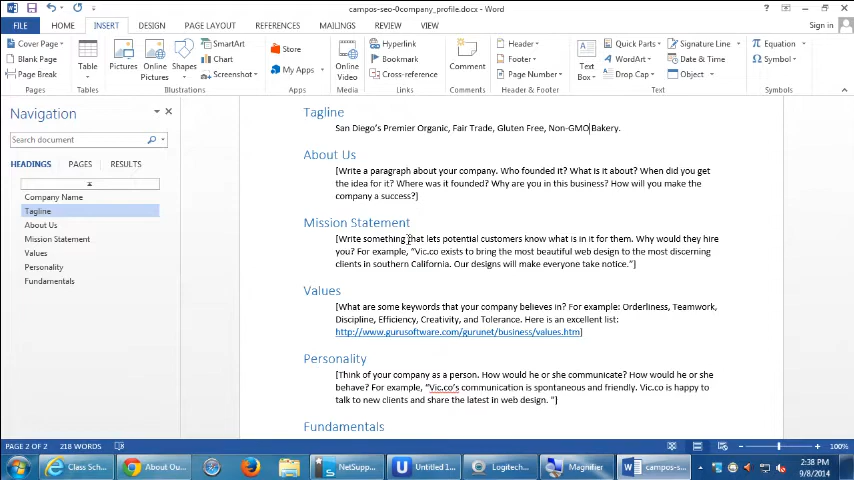 campos-seo-0company_profile.docx - Word
FILE HOME INSERT DESIGN PAGE LAYOUT REFERENCES MAILINGS REVIEW VIEW Sign in
Cover Page
Blank Page
Page Break
Pages
Table
Tables
Pictures
Online Pictures
Shapes
SmartArt
Chart
Screenshot
Illustrations
Store
My Apps
Apps
Online Video
Media
Hyperlink
Bookmark
Cross-reference
Links
Comment
Comments
Header
Footer
Page Number
Header & Footer
Text Box
Quick Parts
WordArt
Drop Cap
Signature Line
Date & Time
Object
Text
Equation
Symbol
Symbols
Navigation
Search document
HEADINGS PAGES RESULTS
Company Name
Tagline
About Us
Mission Statement
Values
Personality
Fundamentals
Tagline
San Diego's Premier Organic, Fair Trade, Gluten Free, Non-GMO Bakery.
About Us
[Write a paragraph about your company. Who founded it? What is it about? When did you get
the idea for it? Where was it founded? Why are you in this business? How will you make the
company a success?]
Mission Statement
[Write something that lets potential customers know what is in it for them. Why would they hire
you? For example, “Vic.co exists to bring the most beautiful web design to the most discerning
clients in southern California. Our designs will make everyone take notice.”]
Values
[What are some keywords that your company believes in? For example: Orderliness, Teamwork,
Discipline, Efficiency, Creativity, and Tolerance. Here is an excellent list:
http://www.gurusoftware.com/gurunet/business/values.htm]
Personality
[Think of your company as a person. How would he or she communicate? How would he or she
behave? For example, “Vic.co's communication is spontaneous and friendly. Vic.co is happy to
talk to new clients and share the latest in web design. ”]
Fundamentals
PAGE 2 OF 2 218 WORDS 100%
Class Sch... About Ou... NetSupp... Untitled 1... Logitech... Magnifier campos-s...
2:38 PM
9/8/2014